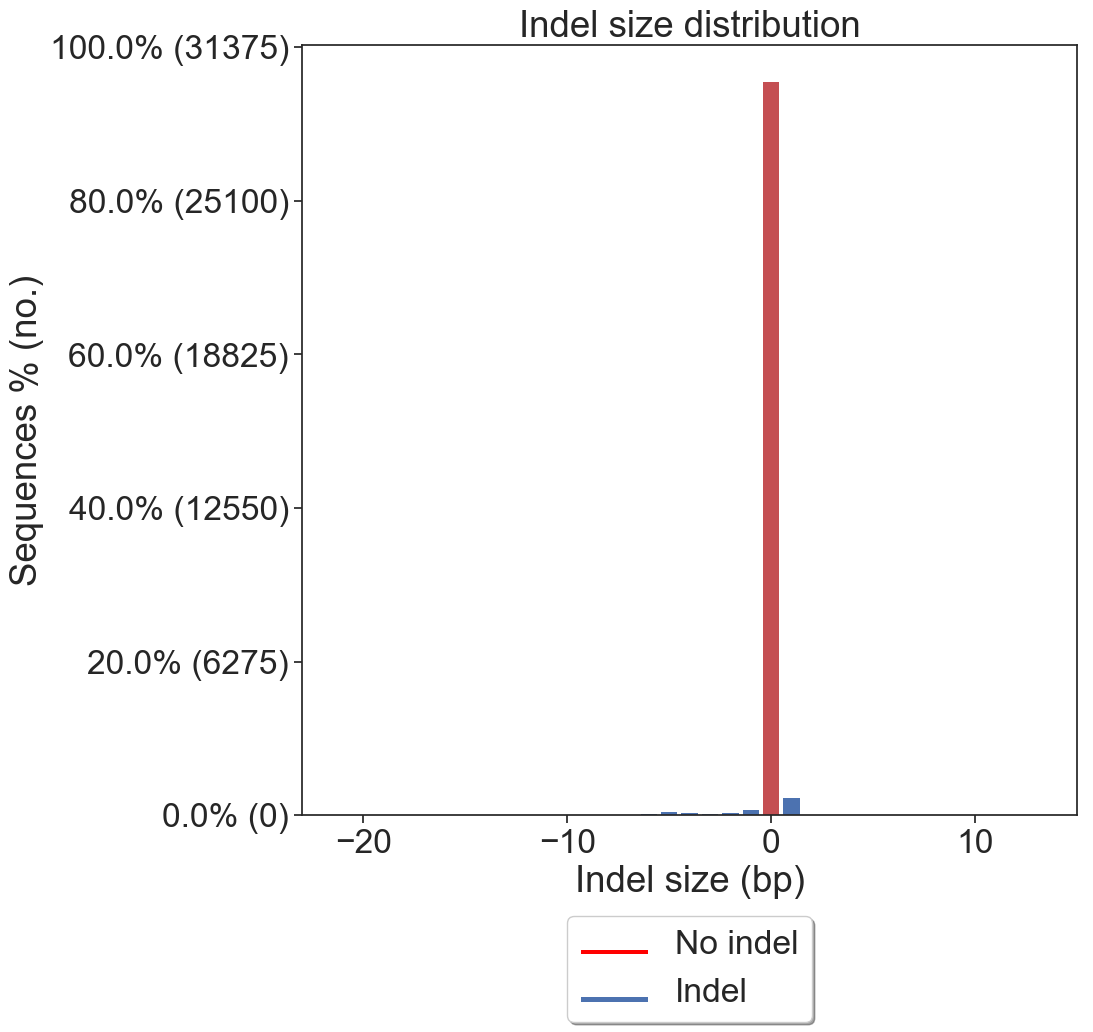 Indel size distribution
100.0% (31375)
80.0% (25100)
60.0% (18825)
40.0% (12550)
20.0% (6275)
0.0% (0)
Sequences % (no.)
−20
−10
0
10
Indel size (bp)
No indel
Indel